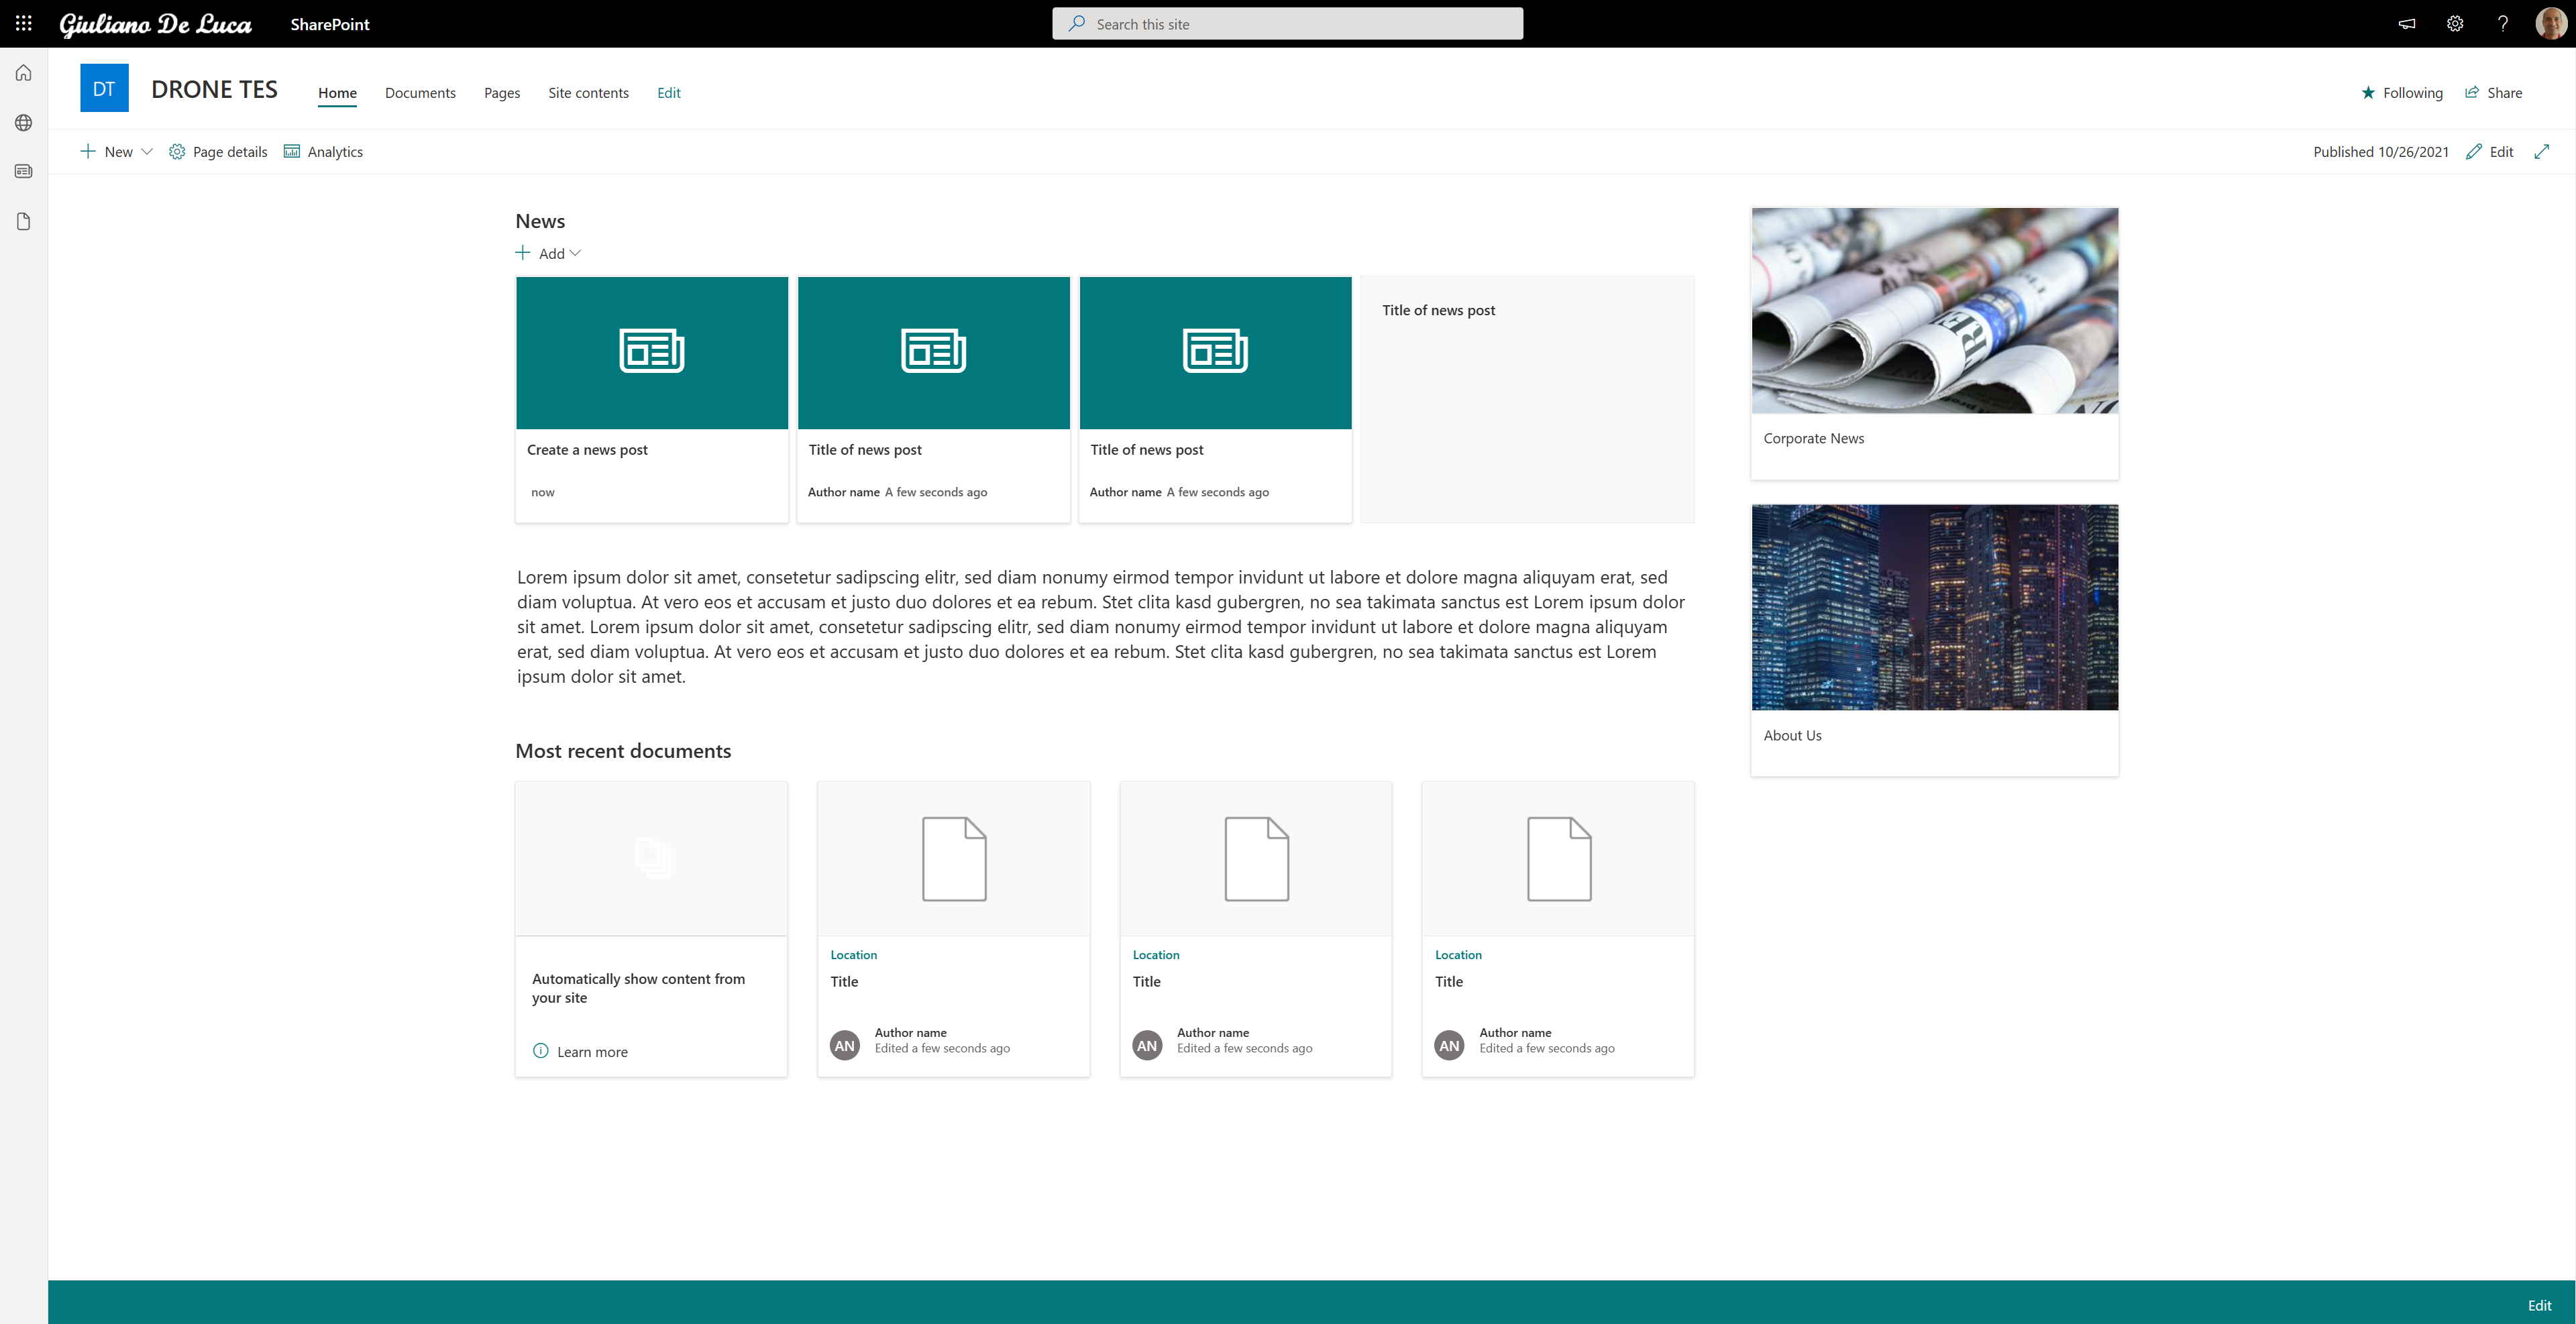 Giuliano De Luca
SharePoint
Search this site
DT
DRONE TES
Home
Documents
Pages
Site contents
Edit
Following
Share
New
Page details
Analytics
Published 10/26/2021
Edit
News
Add
Create a news post
now
Title of news post
Author name A few seconds ago
Title of news post
Author name A few seconds ago
Title of news post
Corporate News
About Us
Lorem ipsum dolor sit amet, consetetur sadipscing elitr, sed diam nonumy eirmod tempor invidunt ut labore et dolore magna aliquyam erat, sed
diam voluptua. At vero eos et accusam et justo duo dolores et ea rebum. Stet clita kasd gubergren, no sea takimata sanctus est Lorem ipsum dolor
sit amet. Lorem ipsum dolor sit amet, consetetur sadipscing elitr, sed diam nonumy eirmod tempor invidunt ut labore et dolore magna aliquyam
erat, sed diam voluptua. At vero eos et accusam et justo duo dolores et ea rebum. Stet clita kasd gubergren, no sea takimata sanctus est Lorem
ipsum dolor sit amet.
Most recent documents
Automatically show content from
your site
Learn more
Location
Title
AN
Author name
Edited a few seconds ago
Location
Title
AN
Author name
Edited a few seconds ago
Location
Title
AN
Author name
Edited a few seconds ago
Edit